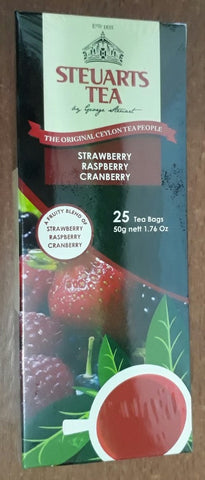 ESTD 1835
STEUARTS
TEA
by George Steuart
THE ORIGINAL CEYLON TEA PEOPLE
STRAWBERRY
RASPBERRY
CRANBERRY
A FRUITY BLEND OF
STRAWBERRY
RASPBERRY
CRANBERRY
25 Tea Bags
50g nett 1.76 Oz